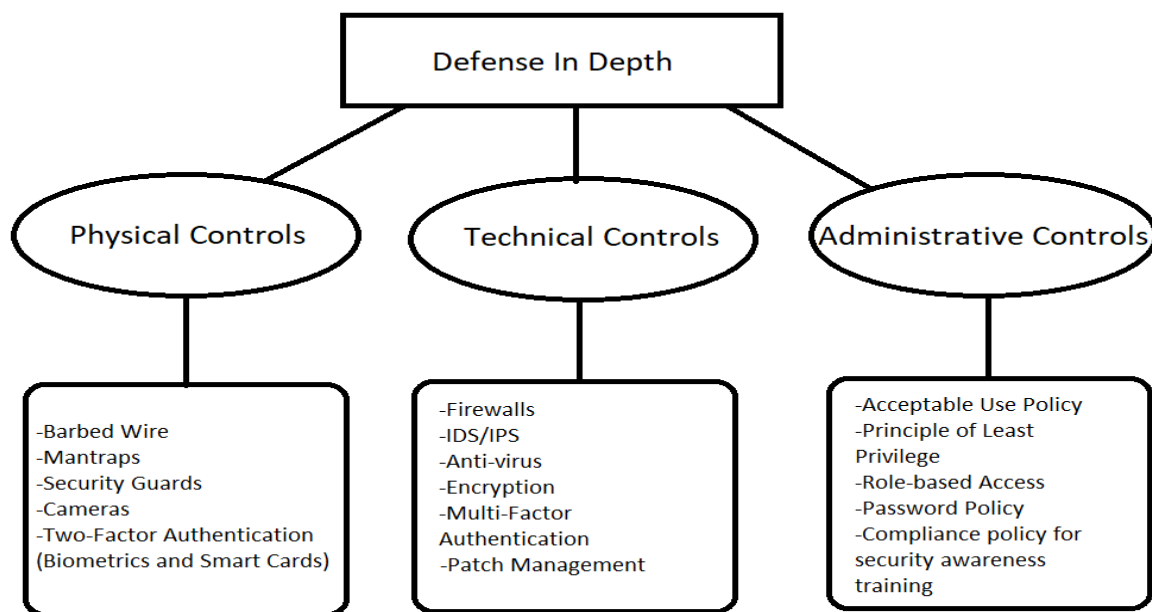 Defense In Depth
Physical Controls
Technical Controls
Administrative Controls
-Barbed Wire
-Mantraps
-Security Guards
-Cameras
-Two-Factor Authentication
(Biometrics and Smart Cards)
-Firewalls
-IDS/IPS
-Anti-virus
-Encryption
-Multi-Factor
Authentication
-Patch Management
-Acceptable Use Policy
-Principle of Least
Privilege
-Role-based Access
-Password Policy
-Compliance policy for
security awareness
training